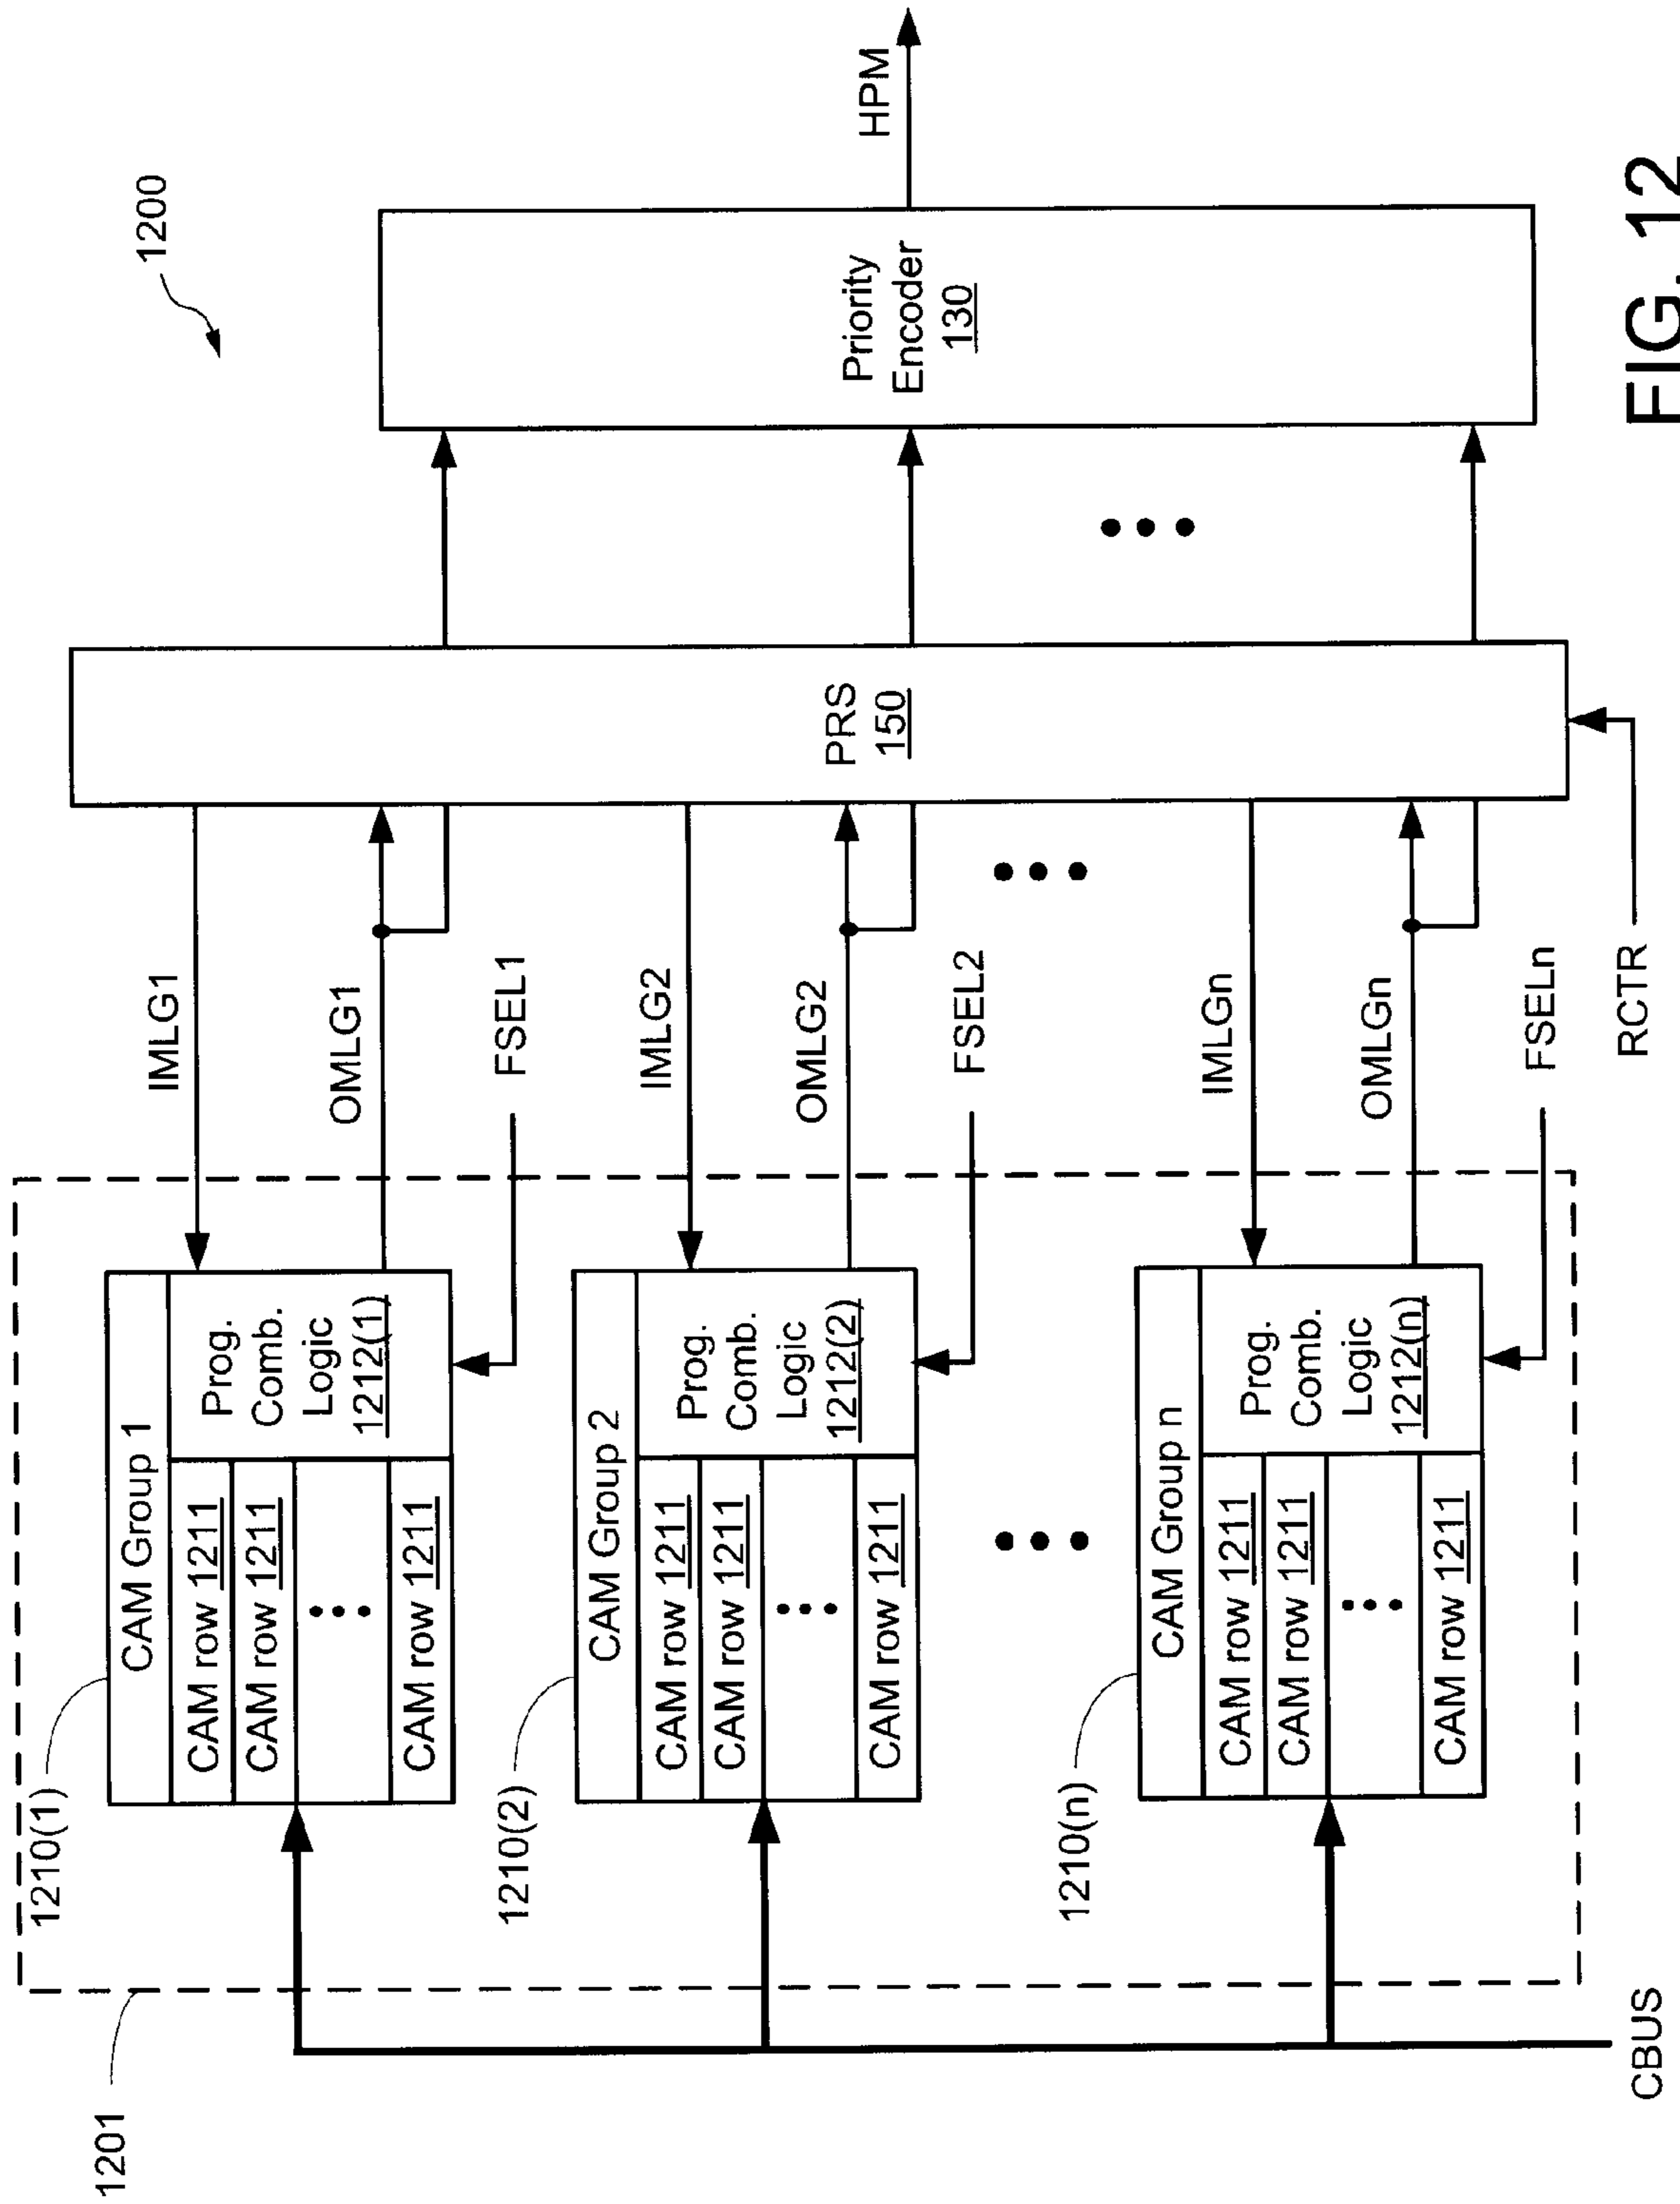 1200
1201
1210(1)
CAM Group 1
CAM row 1211
CAM row 1211
CAM row 1211
Prog.
Comb.
Logic
1212(1)
IMLG1
OMLG1
FSEL1
1210(2)
CAM Group 2
CAM row 1211
CAM row 1211
CAM row 1211
Prog.
Comb.
Logic
1212(2)
IMLG2
OMLG2
FSEL2
1210(n)
CAM Group n
CAM row 1211
CAM row 1211
CAM row 1211
Prog.
Comb.
Logic
1212(n)
IMLGn
OMLGn
FSELn
PRS
150
Priority
Encoder
130
HPM
CBUS
RCTR
FIG. 12